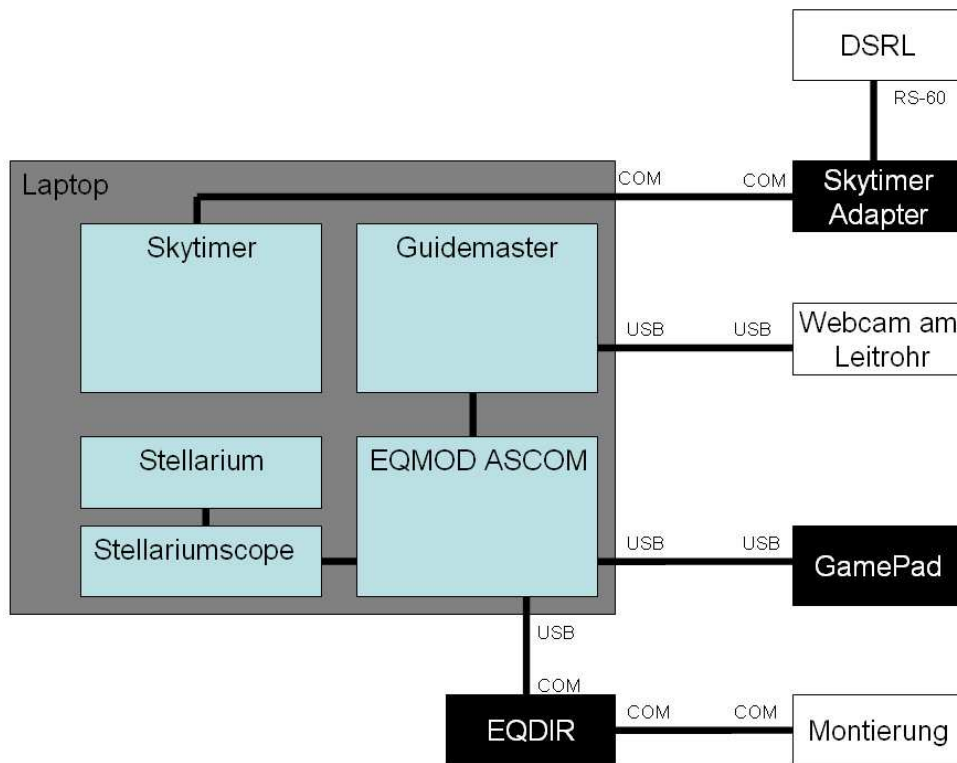 DSRL
RS-60
Laptop
COM
COM
Skytimer
Adapter
Skytimer
Guidemaster
USB
USB
Webcam am
Leitrohr
Stellarium
EQMOD ASCOM
Stellariumscope
USB
USB
GamePad
USB
COM
EQDIR
COM
COM
Montierung